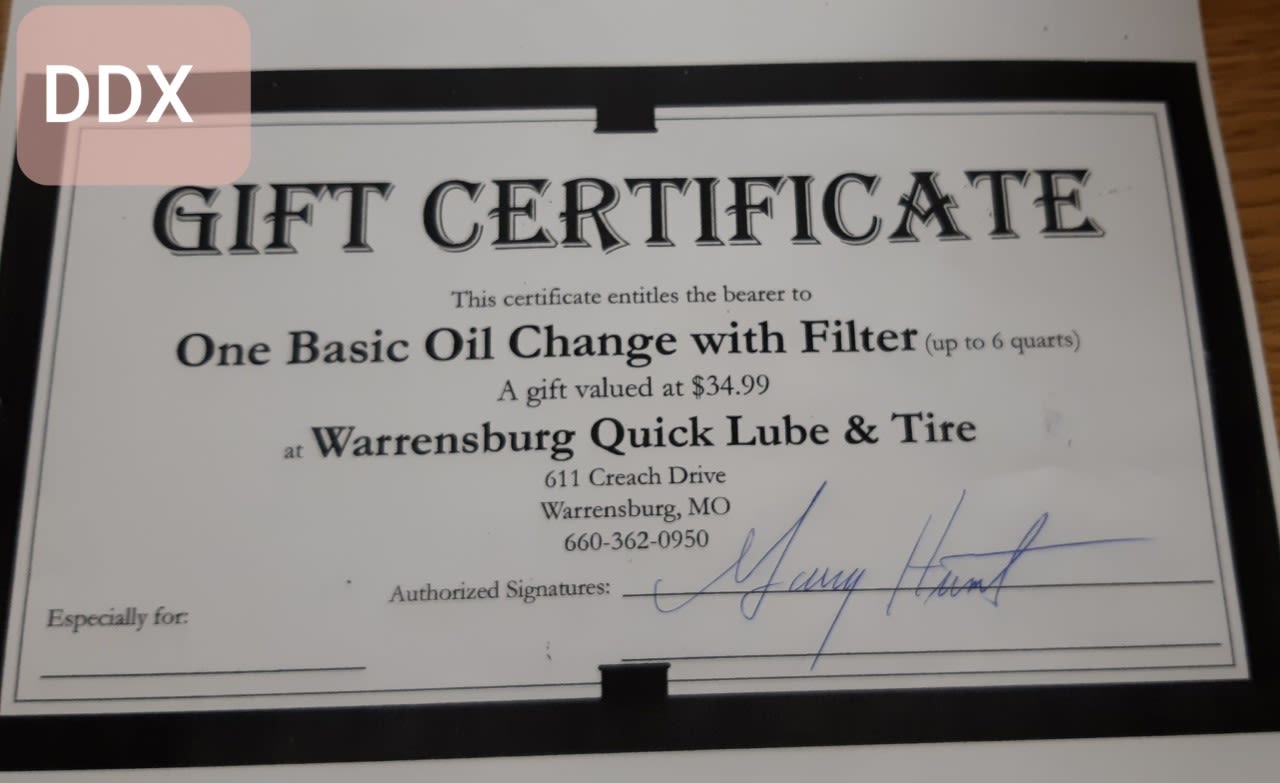 DDX
GIFT CERTIFICATE
This certificate entitles the bearer to
One Basic Oil Change with Filter (up to 6 quarts)
A gift valued at $34.99
at Warrensburg Quick Lube & Tire
611 Creach Drive
Warrensburg, MO
660-362-0950
Authorized Signatures: Garry Hunt
Especially for: